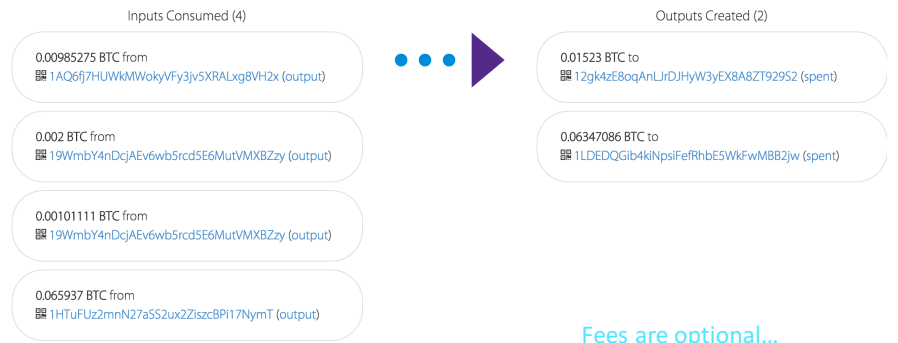 Inputs Consumed (4)
0.00985275 BTC from
1AQ6fj7HUWkMWokyVFy3jv5XRALxg8VH2x (output)
0.002 BTC from
19WmbY4nDcjAEv6wb5rcd5E6MutVMXBZzy (output)
0.00101111 BTC from
19WmbY4nDcjAEv6wb5rcd5E6MutVMXBZzy (output)
0.065937 BTC from
1HTuFUz2mnN27aSS2ux2ZiszcBPi17NymT (output)
Outputs Created (2)
0.01523 BTC to
12gk4zE8oqAnLJrDJHyW3yEX8A8ZT929S2 (spent)
0.06347086 BTC to
1LDEDQGib4kiNpsiFefRhbE5WkFwMBB2jw (spent)
Fees are optional...